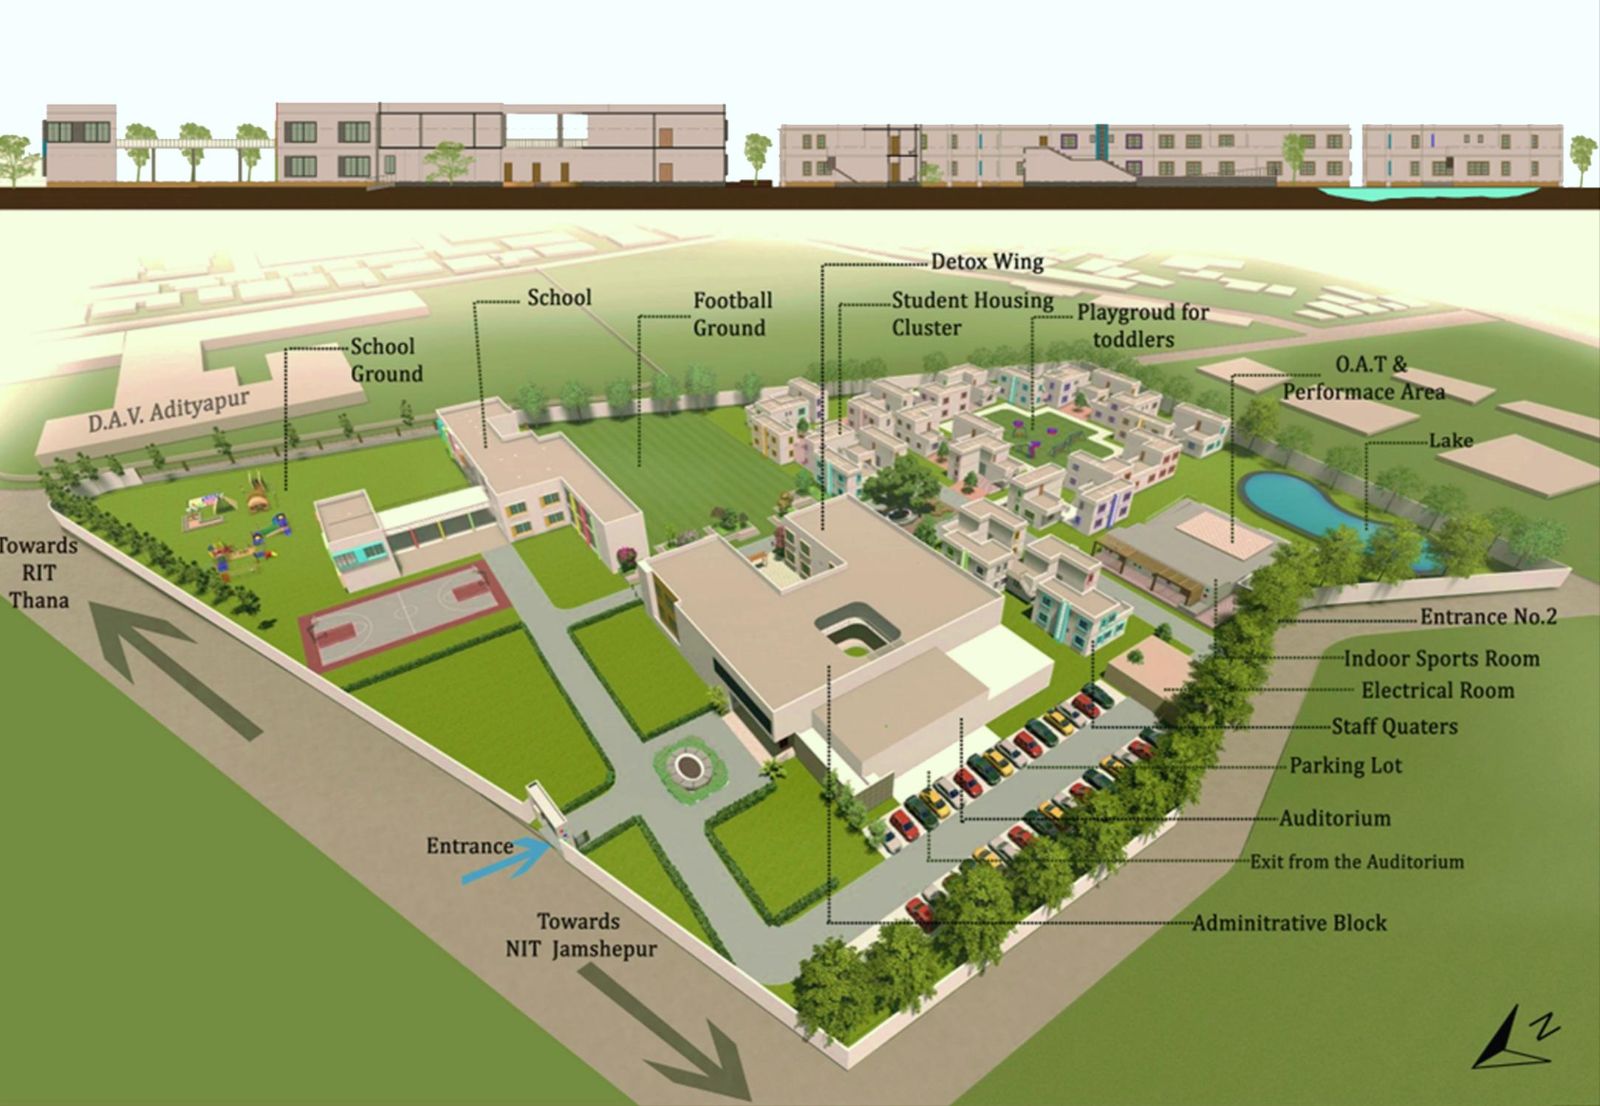 Detox Wing
School
Football
Ground
Student Housing
Cluster
Playgroud for
toddlers
School
Ground
O.A.T &
Performace Area
D.A.V. Adityapur
Lake
Towards
RIT
Thana
Entrance No.2
Indoor Sports Room
Electrical Room
Staff Quaters
Parking Lot
Auditorium
Entrance
Exit from the Auditorium
Towards
NIT Jamshepur
Adminitrative Block
N